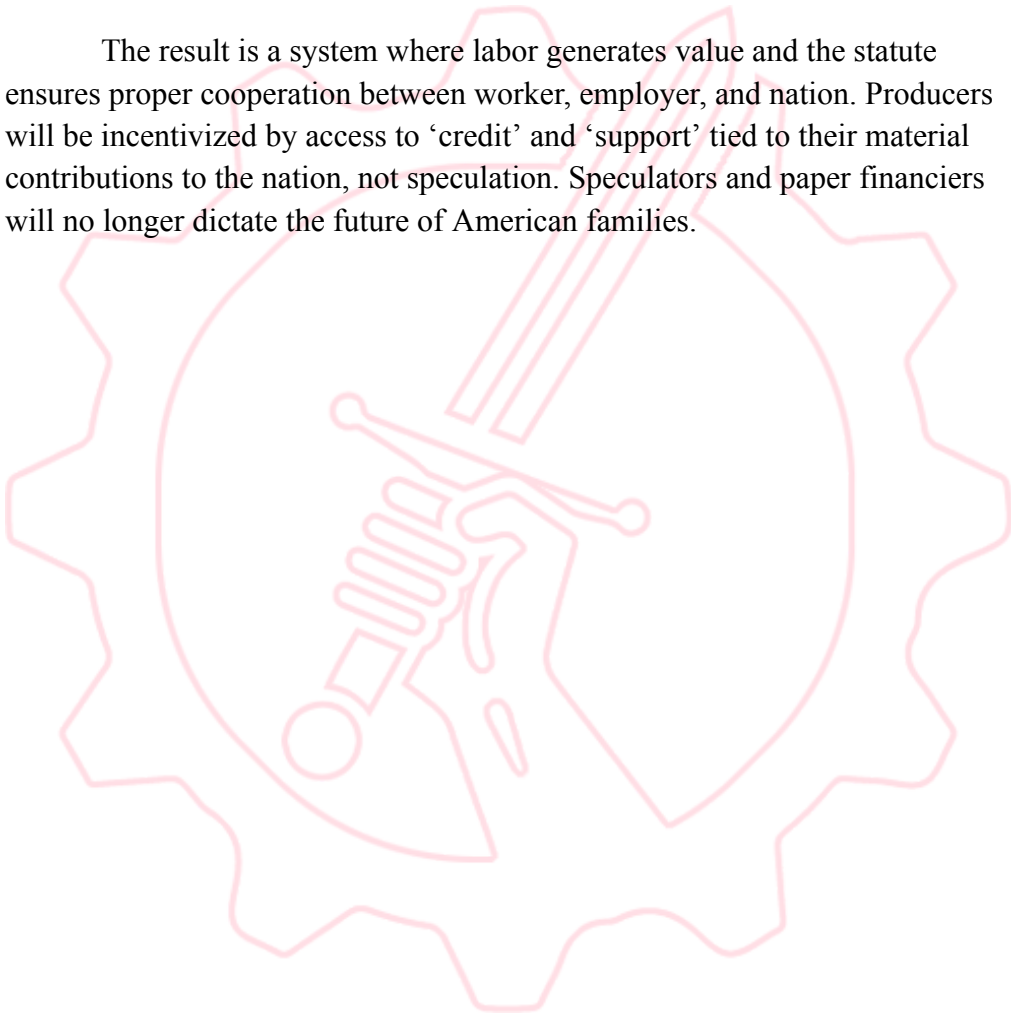 The result is a system where labor generates value and the statute
ensures proper cooperation between worker, employer, and nation. Producers
will be incentivized by access to ‘credit’ and ‘support’ tied to their material
contributions to the nation, not speculation. Speculators and paper financiers
will no longer dictate the future of American families.